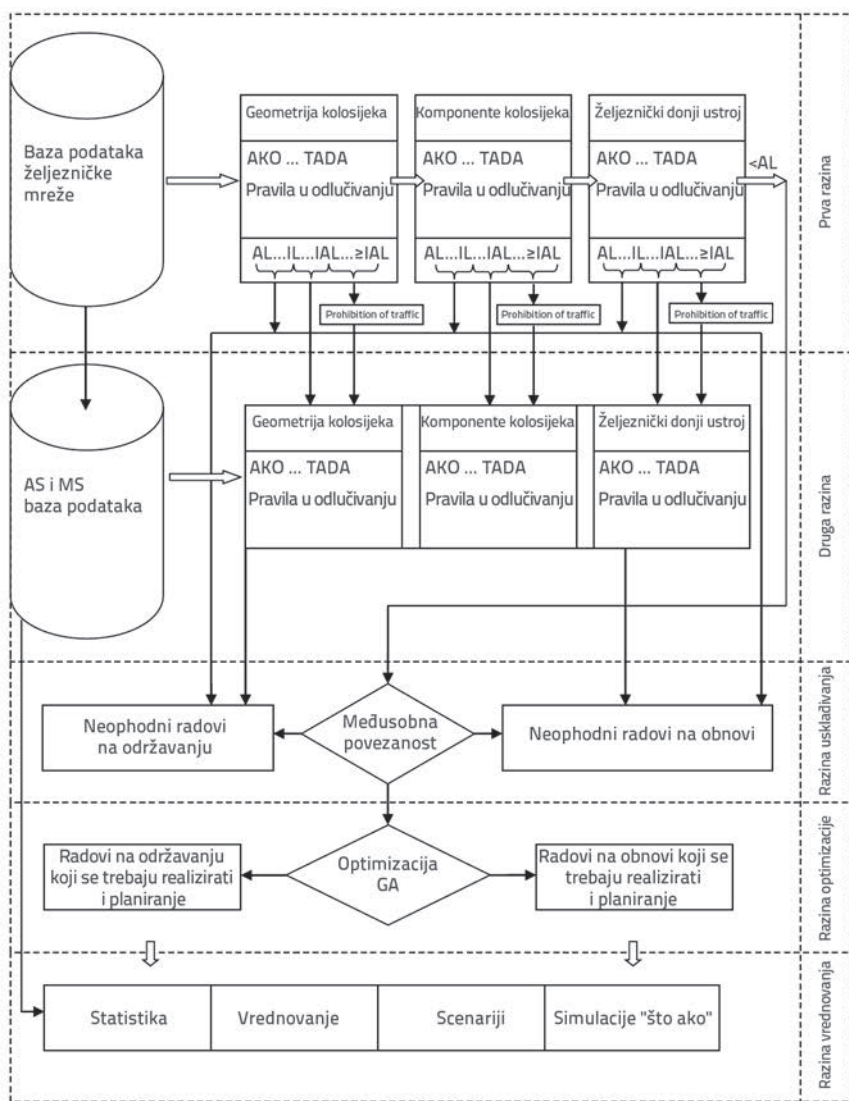 Baza podataka
željezničke
mreže
Geometrija kolosijeka
AKO ... TADA
Pravila u odlučivanju
AL...IL...IAL...≥IAL
Prohibition of traffic
Komponente kolosijeka
AKO ... TADA
Pravila u odlučivanju
AL...IL...IAL...≥IAL
Prohibition of traffic
Željeznički donji ustroj
AKO ... TADA
Pravila u odlučivanju
AL...IL...IAL...≥IAL
Prohibition of traffic
<AL
Prva razina
AS i MS
baza podataka
Geometrija kolosijeka
AKO ... TADA
Pravila u odlučivanju
Komponente kolosijeka
AKO ... TADA
Pravila u odlučivanju
Željeznički donji ustroj
AKO ... TADA
Pravila u odlučivanju
Druga razina
Neophodni radovi
na održavanju
Međusobna
povezanost
Neophodni radovi na obnovi
Razina usklađivanja
Radovi na održavanju
koji se trebaju realizirati
i planiranje
Optimizacija
GA
Radovi na obnovi koji se
trebaju realizirati
i planiranje
Razina optimizacije
Statistika
Vrednovanje
Scenariji
Simulacije "što ako"
Razina vrednovanja